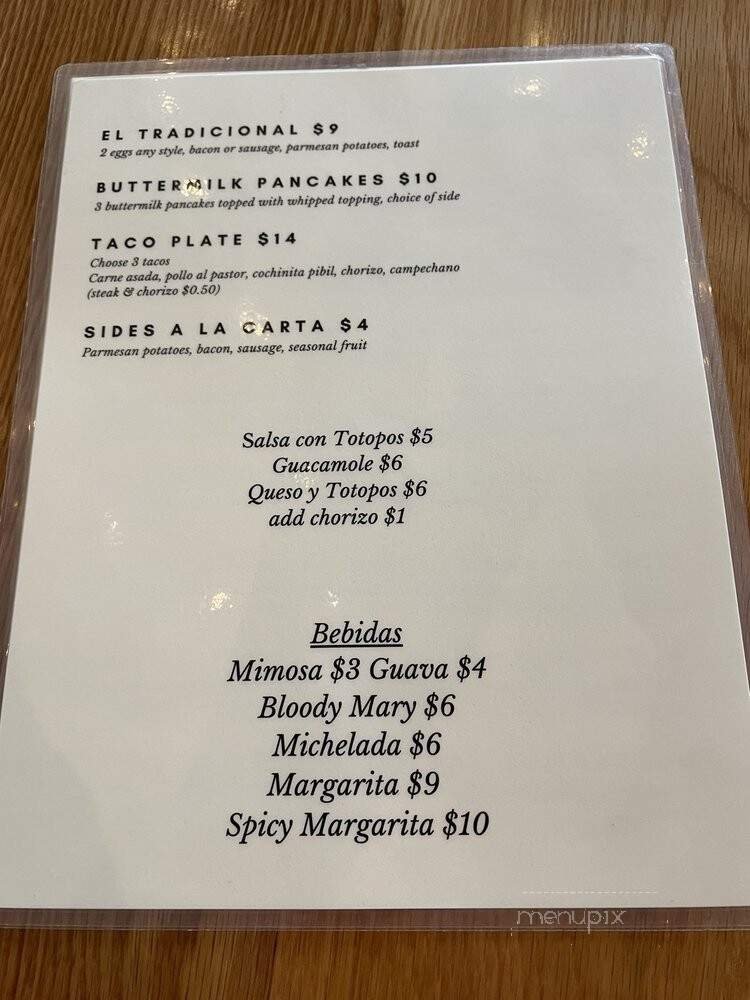 EL TRADICIONAL $9
2 eggs any style, bacon or sausage, parmesan potatoes, toast
BUTTERMILK PANCAKES $10
3 buttermilk pancakes topped with whipped topping, choice of side
TACO PLATE $14
Choose 3 tacos
Carne asada, pollo al pastor, cochinita pibil, chorizo, campechano
(steak & chorizo $0.50)
SIDES A LA CARTA $4
Parmesan potatoes, bacon, sausage, seasonal fruit
Salsa con Totopos $5
Guacamole $6
Queso y Totopos $6
add chorizo $1
Bebidas
Mimosa $3 Guava $4
Bloody Mary $6
Michelada $6
Margarita $9
Spicy Margarita $10
menupix